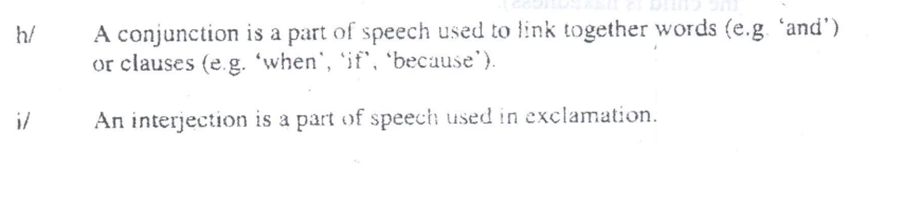 h/ A conjunction is a part of speech used to link together words (e.g. 'and')
or clauses (e.g. 'when', 'if', 'because').
i/ An interjection is a part of speech used in exclamation.